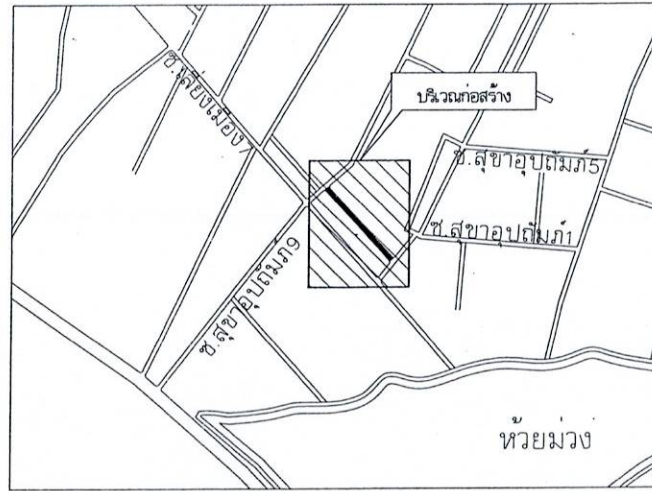 ซ.เลี่ยงเมือง7
บริเวณก่อสร้าง
ซ.สุขาอุปถัมภ์5
ซ.สุขาอุปถัมภ์1
ซ.สุขาอุปถัมภ์9
ห้วยม่วง